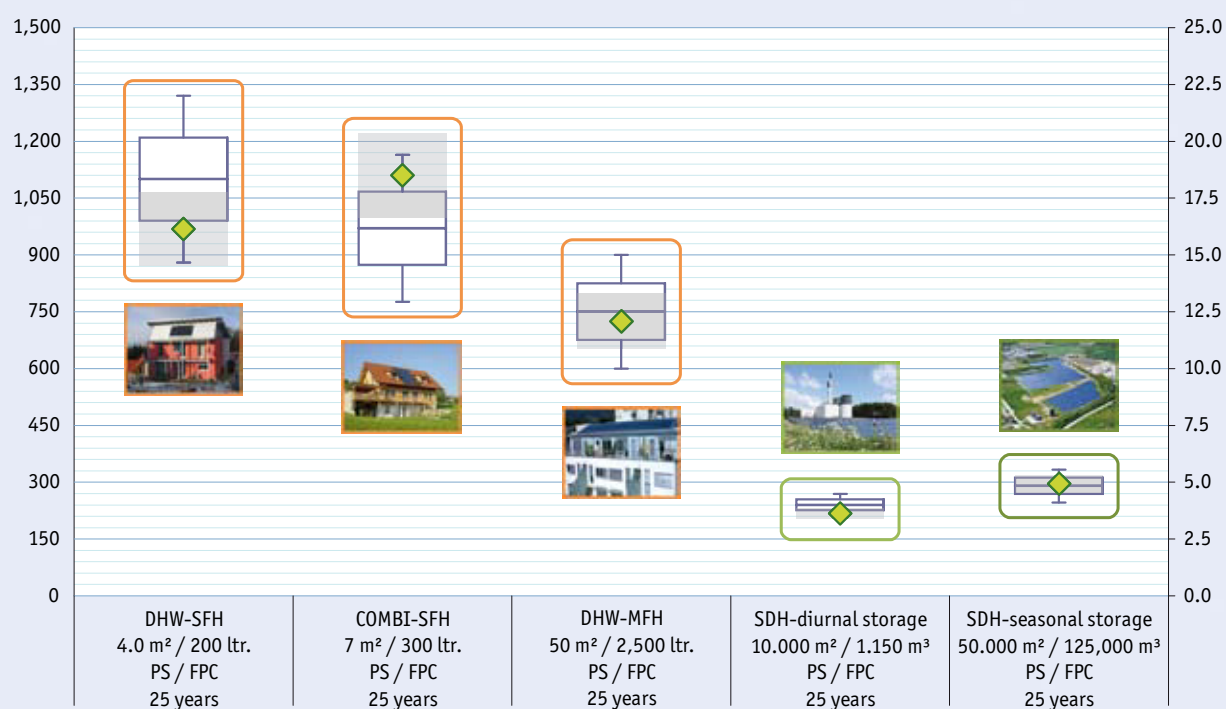 1,500
1,350
1,200
1,050
900
750
600
450
300
150
0
25.0
22.5
20.0
17.5
15.0
12.5
10.0
7.5
5.0
2.5
0.0
DHW-SFH
4.0 m² / 200 ltr.
PS / FPC
25 years
COMBI-SFH
7 m² / 300 ltr.
PS / FPC
25 years
DHW-MFH
50 m² / 2,500 ltr.
PS / FPC
25 years
SDH-diurnal storage
10.000 m² / 1.150 m³
PS / FPC
25 years
SDH-seasonal storage
50.000 m² / 125,000 m³
PS / FPC
25 years